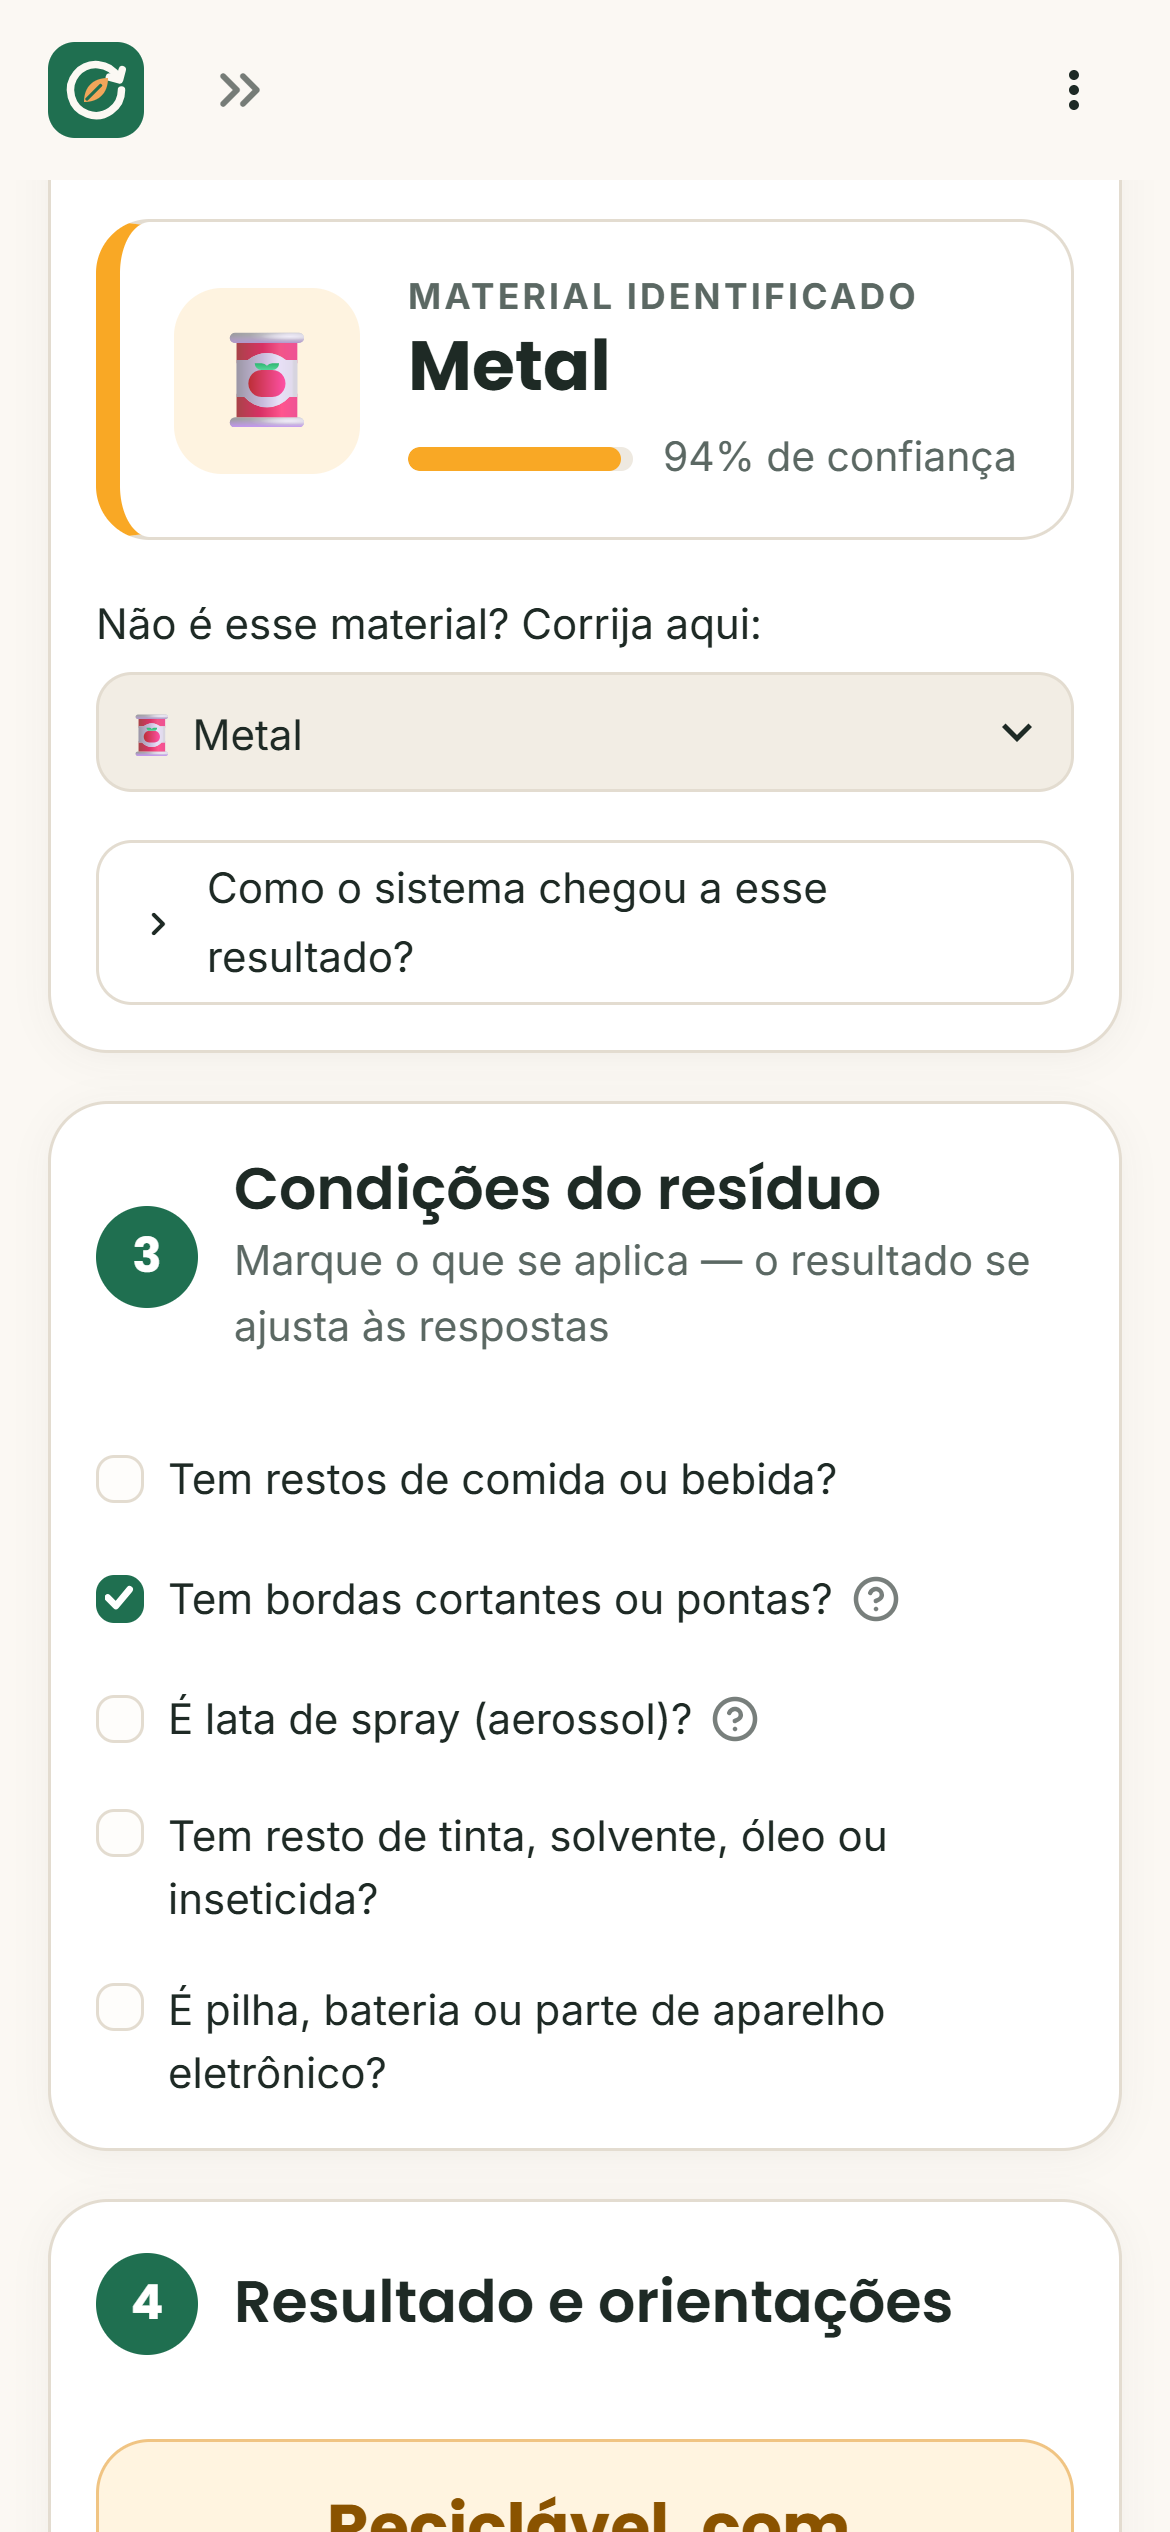 MATERIAL IDENTIFICADO
Metal
94% de confiança
Não é esse material? Corrija aqui:
Metal
Como o sistema chegou a esse
resultado?
3
Condições do resíduo
Marque o que se aplica — o resultado se
ajusta às respostas
Tem restos de comida ou bebida?
Tem bordas cortantes ou pontas?
É lata de spray (aerossol)?
Tem resto de tinta, solvente, óleo ou
inseticida?
É pilha, bateria ou parte de aparelho
eletrônico?
4
Resultado e orientações
Reciclável, com